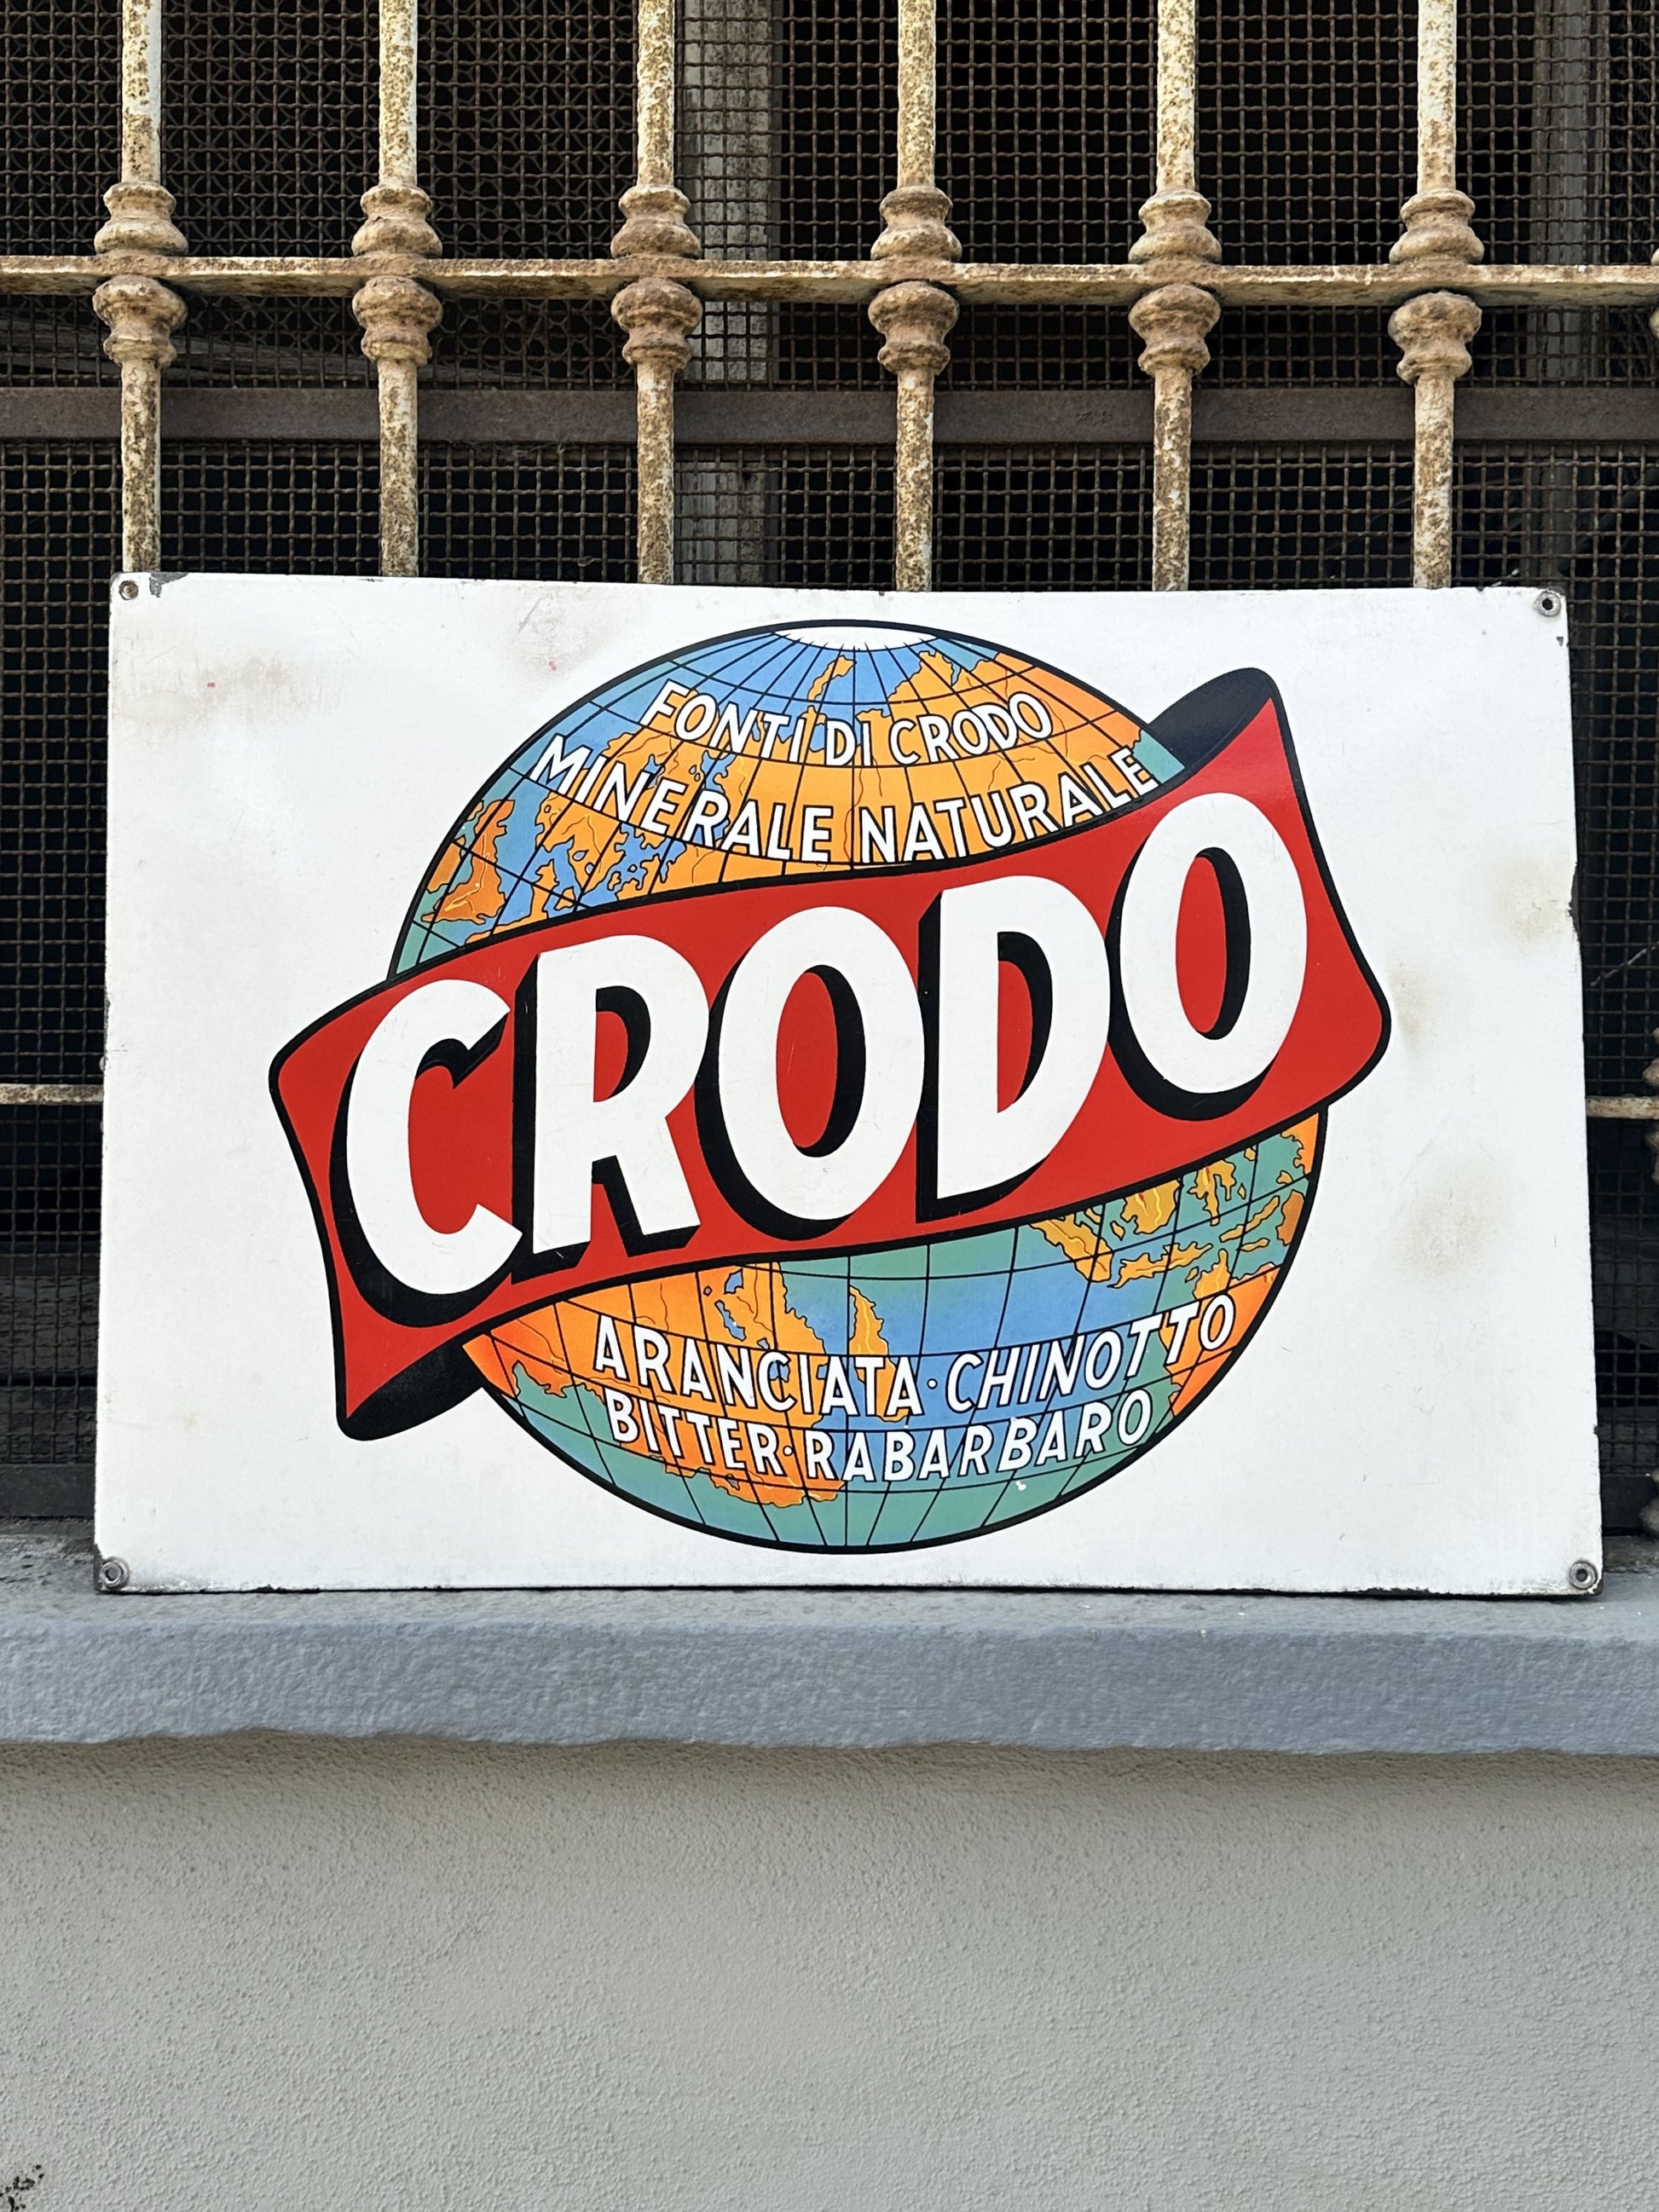 FONTI DI CRODO
MINERALE NATURALE
CRODO
ARANCIATA · CHINOTTO
BITTER · RABARBARO